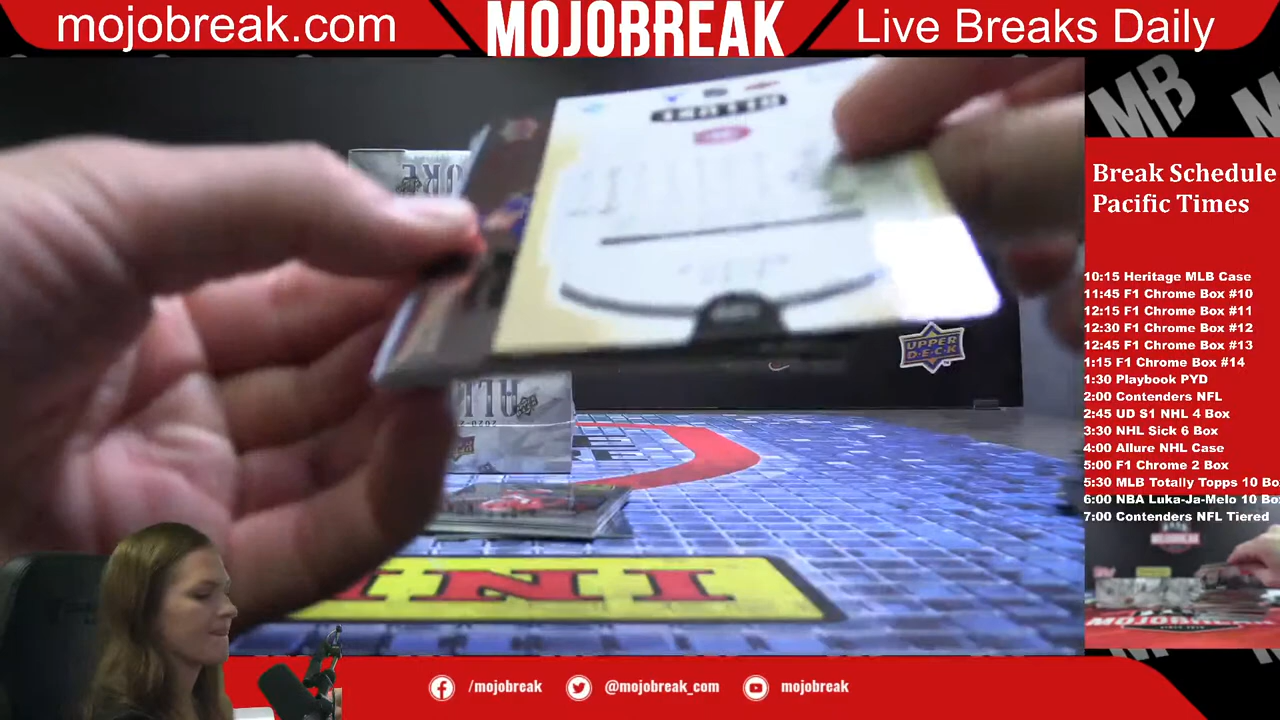 mojobreak.com
MOJOBREAK
Live Breaks Daily
MB
Break Schedule
Pacific Times
10:15 Heritage MLB Case
11:45 F1 Chrome Box #10
12:15 F1 Chrome Box #11
12:30 F1 Chrome Box #12
12:45 F1 Chrome Box #13
1:15 F1 Chrome Box #14
1:30 Playbook PYD
2:00 Contenders NFL
2:45 UD S1 NHL 4 Box
3:30 NHL Sick 6 Box
4:00 Allure NHL Case
5:00 F1 Chrome 2 Box
5:30 MLB Totally Topps 10 Bo
6:00 NBA Luka-Ja-Melo 10 Bo
7:00 Contenders NFL Tiered
UPPER
DECK
INI
MOJOBREAK
/mojobreak
@mojobreak_com
mojobreak